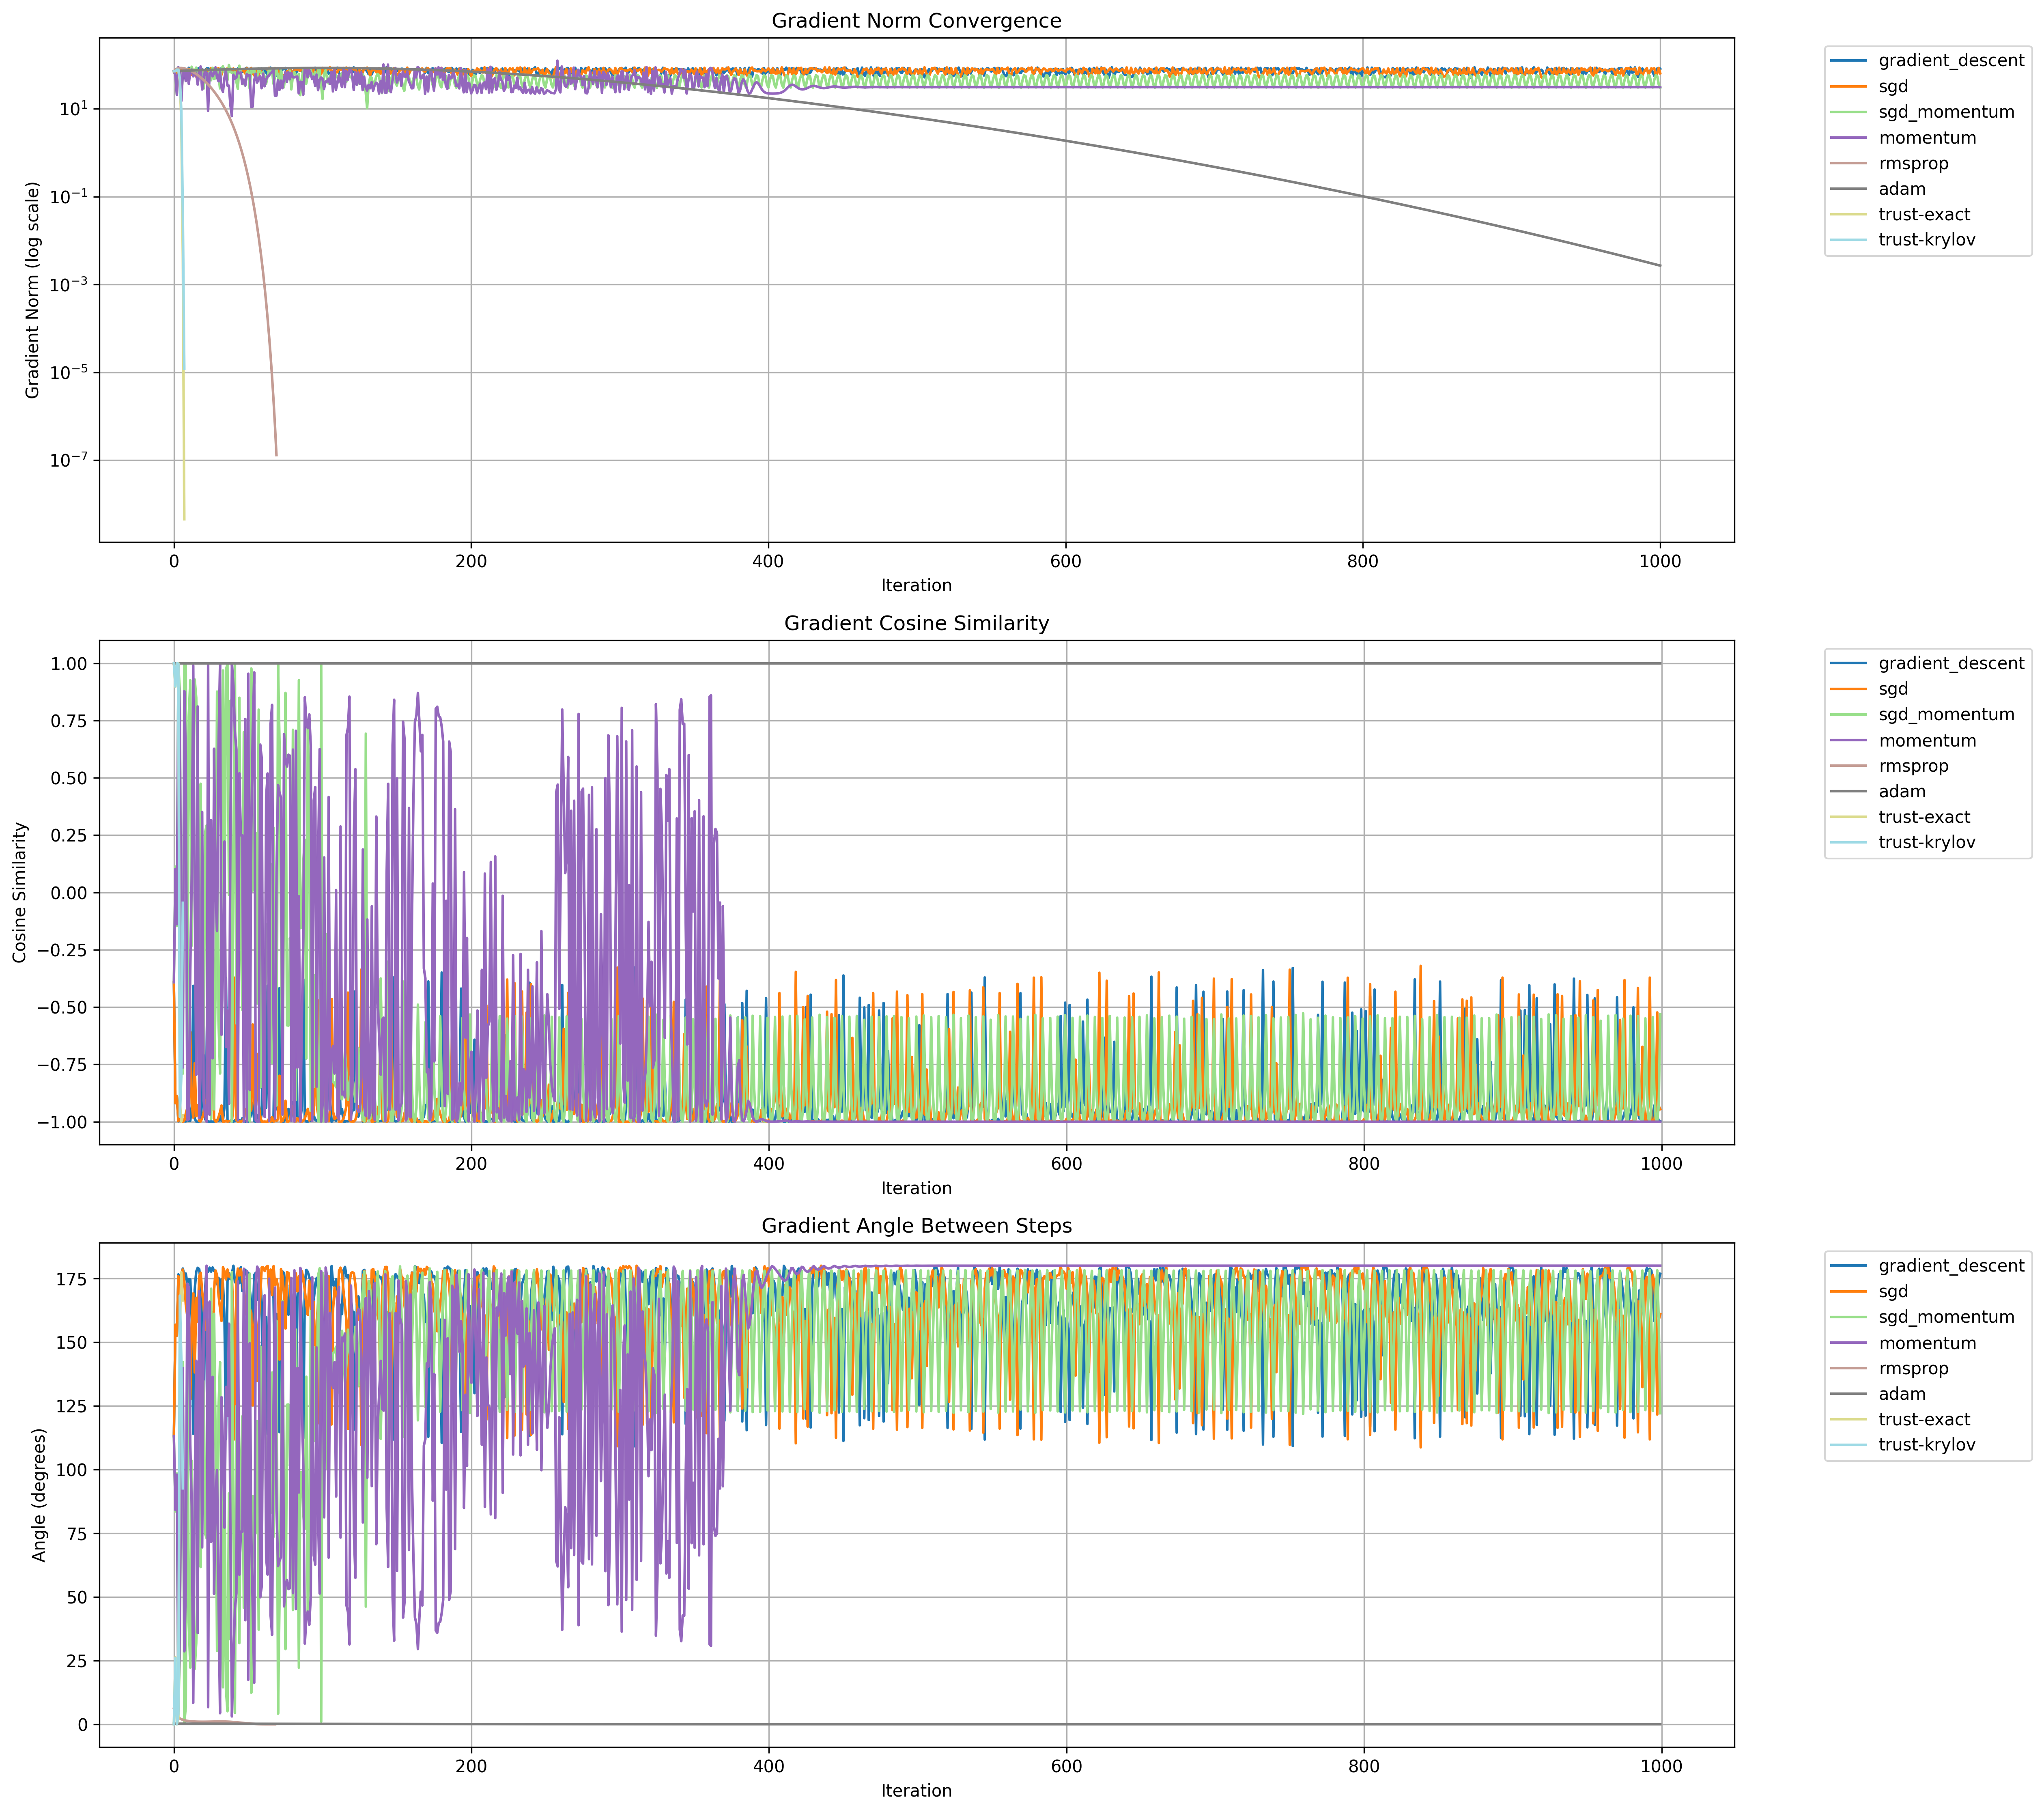 Gradient Norm Convergence
Gradient Norm (log scale)
10¹
10⁻¹
10⁻³
10⁻⁵
10⁻⁷
0 200 400 600 800 1000
Iteration
gradient_descent
sgd
sgd_momentum
momentum
rmsprop
adam
trust-exact
trust-krylov
Gradient Cosine Similarity
Cosine Similarity
1.00
0.75
0.50
0.25
0.00
−0.25
−0.50
−0.75
−1.00
0 200 400 600 800 1000
Iteration
gradient_descent
sgd
sgd_momentum
momentum
rmsprop
adam
trust-exact
trust-krylov
Gradient Angle Between Steps
Angle (degrees)
175
150
125
100
75
50
25
0
0 200 400 600 800 1000
Iteration
gradient_descent
sgd
sgd_momentum
momentum
rmsprop
adam
trust-exact
trust-krylov